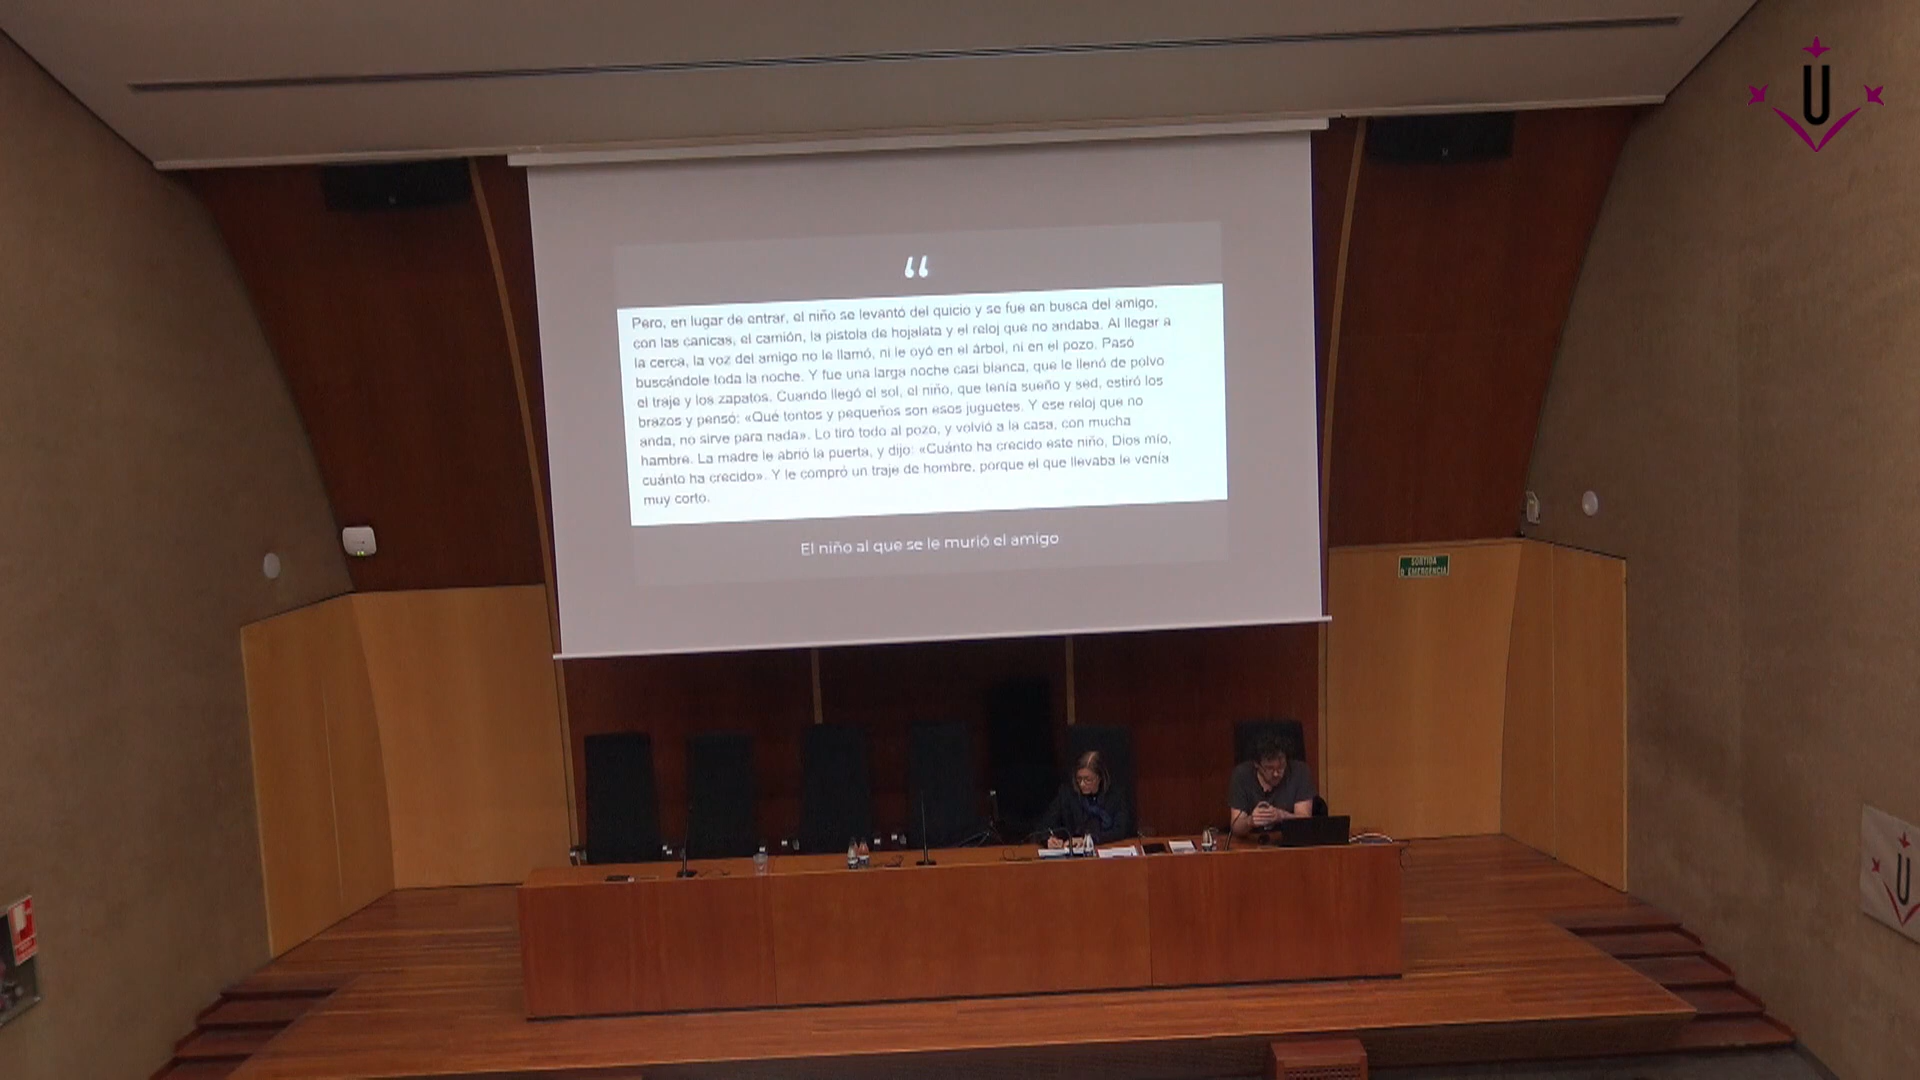 U
“
Pero, en lugar de entrar, el niño se levantó del quicio y se fue en busca del amigo,
con las canicas, el camión, la pistola de hojalata y el reloj que no andaba. Al llegar a
la cerca, la voz del amigo no le llamó, ni le oyó en el árbol, ni en el pozo. Pasó
buscándole toda la noche. Y fue una larga noche casi blanca, que le llenó de polvo
el traje y los zapatos. Cuando llegó el sol, el niño, que tenía sueño y sed, estiró los
brazos y pensó: «Qué tontos y pequeños son esos juguetes. Y ese reloj que no
anda, no sirve para nada». Lo tiró todo al pozo, y volvió a la casa, con mucha
hambre. La madre le abrió la puerta, y dijo: «Cuánto ha crecido este niño, Dios mío,
cuánto ha crecido». Y le compró un traje de hombre, porque el que llevaba le venía
muy corto.
El niño al que se le murió el amigo
SORTIDA
D'EMERGÈNCIA
U